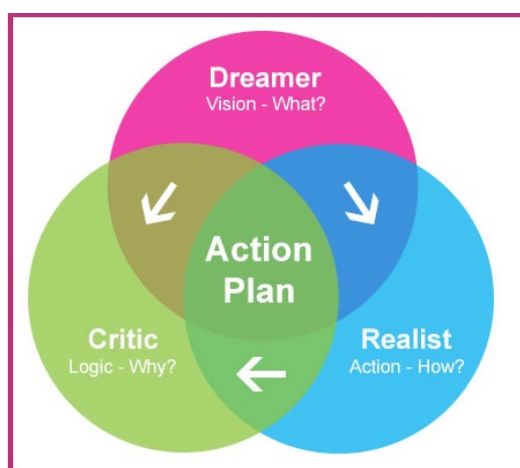 Dreamer
Vision - What?
Action
Plan
Critic
Logic - Why?
Realist
Action - How?